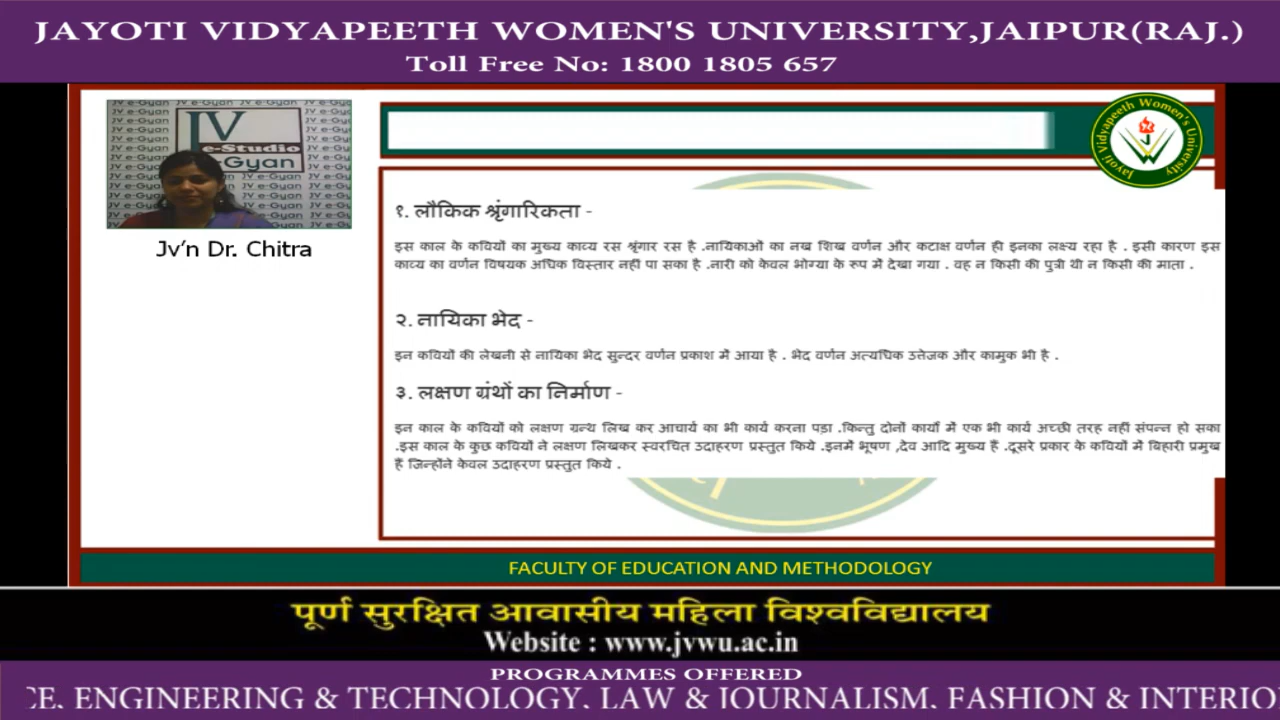 JAYOTI VIDYAPEETH WOMEN'S UNIVERSITY,JAIPUR(RAJ.)
Toll Free No: 1800 1805 657
JV e-Gyan
JV
e-Studio
e-Gyan
Jv'n Dr. Chitra
Jayoti Vidyapeeth Women's University
१. लौकिक श्रृंगारिकता -
इस काल के कवियों का मुख्य काव्य रस श्रृंगार रस है .नायिकाओं का नख शिख वर्णन और कटाक्ष वर्णन ही इनका लक्ष्य रहा है . इसी कारण इस
काव्य का वर्णन विषयक अधिक विस्तार नहीं पा सका है .नारी को केवल भोग्या के रूप में देखा गया . वह न किसी की पुत्री थी न किसी की माता .
२. नायिका भेद -
इन कवियों की लेखनी से नायिका भेद सुन्दर वर्णन प्रकाश में आया है . भेद वर्णन अत्यधिक उत्तेजक और कामुक भी है .
३. लक्षण ग्रंथों का निर्माण -
इन काल के कवियों को लक्षण ग्रन्थ लिख कर आचार्य का भी कार्य करना पड़ा .किन्तु दोनों कार्यों में एक भी कार्य अच्छी तरह नहीं संपन्न हो सका
.इस काल के कुछ कवियों ने लक्षण लिखकर स्वरचित उदाहरण प्रस्तुत किये .इनमें भूषण ,देव आदि मुख्य हैं .दूसरे प्रकार के कवियों में बिहारी प्रमुख
हैं जिन्होंने केवल उदाहरण प्रस्तुत किये .
FACULTY OF EDUCATION AND METHODOLOGY
पूर्ण सुरक्षित आवासीय महिला विश्वविद्यालय
Website : www.jvwu.ac.in
PROGRAMMES OFFERED
CE, ENGINEERING & TECHNOLOGY, LAW & JOURNALISM, FASHION & INTERIO